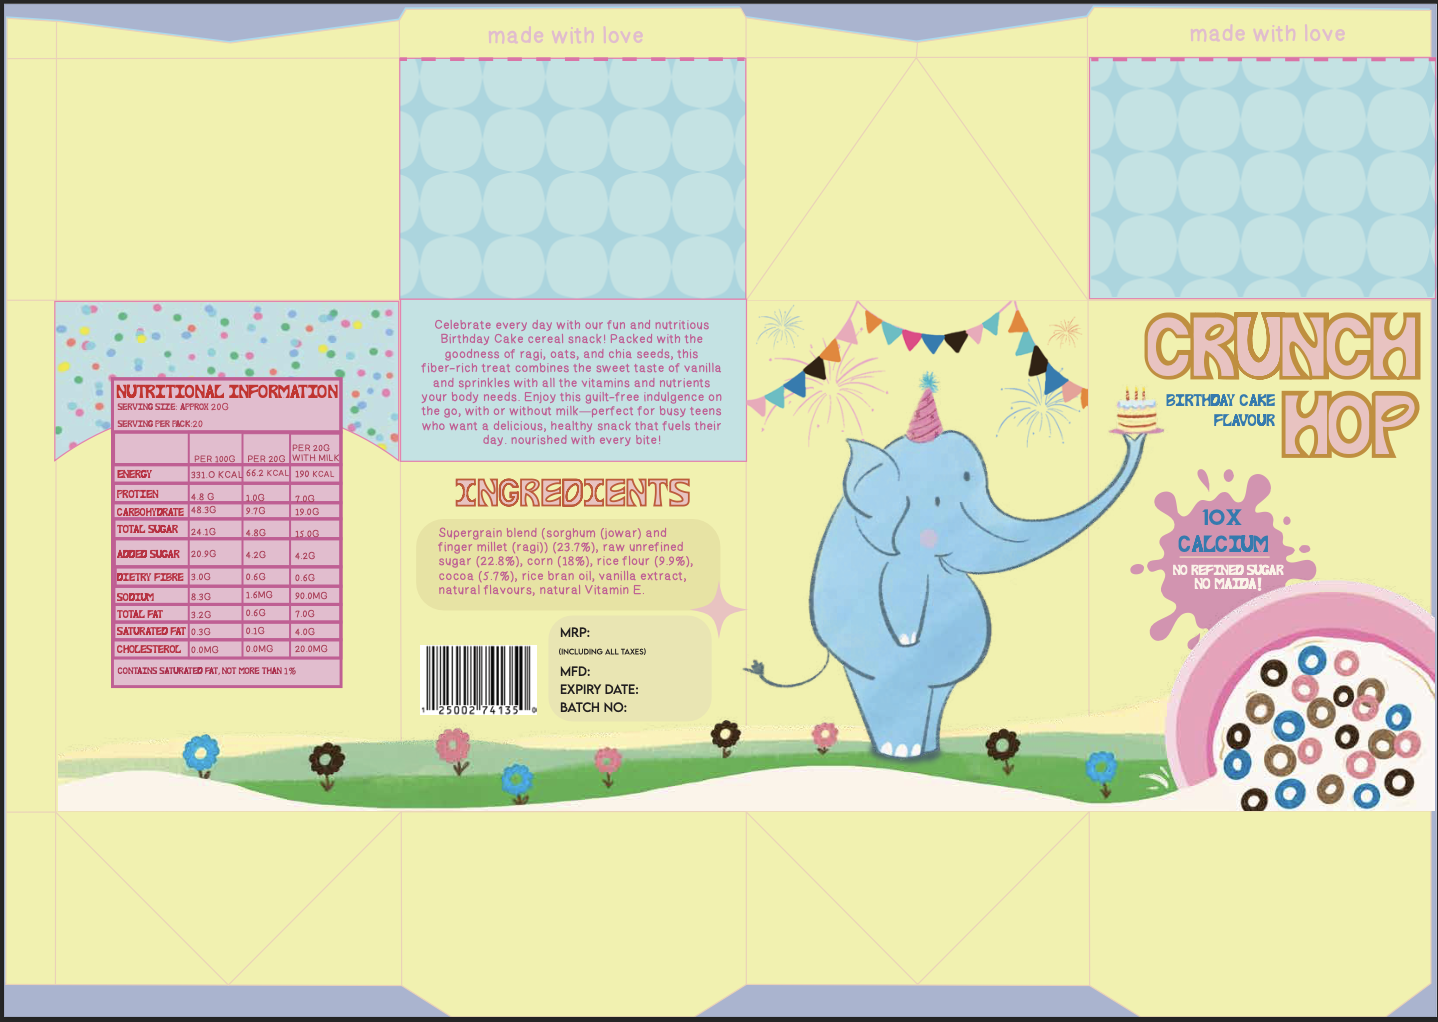 made with love
made with love
NUTRITIONAL INFORMATION
SERVING SIZE: APPROX 20G
SERVING PER PACK:20
PER 100G PER 20G PER 20G WITH MILK
ENERGY 331.0 KCAL 66.2 KCAL 190 KCAL
PROTIEN 4.8 G 1.0G 7.0G
CARBOHYDRATE 48.3G 9.7G 19.0G
TOTAL SUGAR 24.1G 4.8G 15.0G
ADDED SUGAR 20.9G 4.2G 4.2G
DIETRY FIBRE 3.0G 0.6G 0.6G
SODIUM 8.3G 1.6MG 90.0MG
TOTAL FAT 3.2G 0.6G 7.0G
SATURATED FAT 0.3G 0.1G 4.0G
CHOLESTEROL 0.0MG 0.0MG 20.0MG
CONTAINS SATURATED FAT, NOT MORE THAN 1%
Celebrate every day with our fun and nutritious
Birthday Cake cereal snack! Packed with the
goodness of ragi, oats, and chia seeds, this
fiber-rich treat combines the sweet taste of vanilla
and sprinkles with all the vitamins and nutrients
your body needs. Enjoy this guilt-free indulgence on
the go, with or without milk—perfect for busy teens
who want a delicious, healthy snack that fuels their
day. nourished with every bite!
INGREDIENTS
Supergrain blend (sorghum (jowar) and
finger millet (ragi)) (23.7%), raw unrefined
sugar (22.8%), corn (18%), rice flour (9.9%),
cocoa (5.7%), rice bran oil, vanilla extract,
natural flavours, natural Vitamin E.
MRP:
(INCLUDING ALL TAXES)
MFD:
EXPIRY DATE:
BATCH NO:
1 25002 74135 0
CRUNCH
HOP
BIRTHDAY CAKE
FLAVOUR
10X
CALCIUM
NO REFINED SUGAR
NO MAIDA!